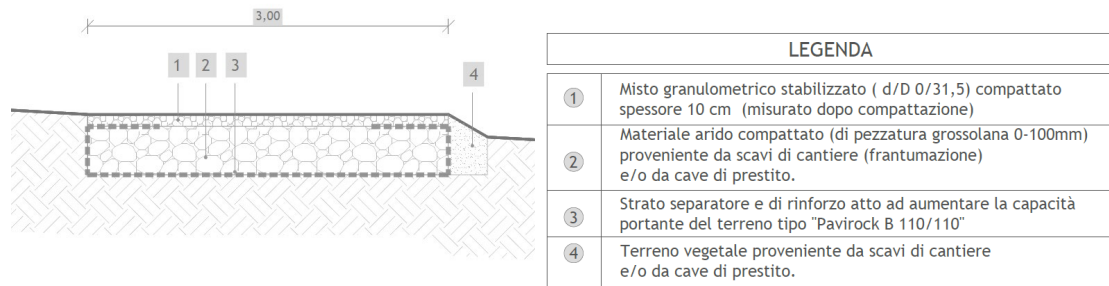 3,00
1 2 3
4
LEGENDA
1 Misto granulometrico stabilizzato ( d/D 0/31,5) compattato
spessore 10 cm (misurato dopo compattazione)
2 Materiale arido compattato (di pezzatura grossolana 0-100mm)
proveniente da scavi di cantiere (frantumazione)
e/o da cave di prestito.
3 Strato separatore e di rinforzo atto ad aumentare la capacità
portante del terreno tipo "Pavirock B 110/110"
4 Terreno vegetale proveniente da scavi di cantiere
e/o da cave di prestito.